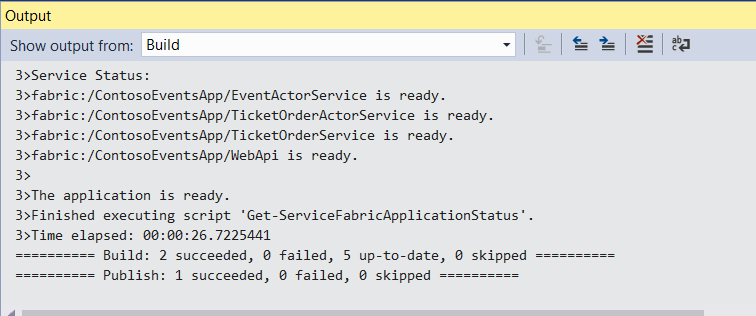 Output
Show output from: Build
3>Service Status:
3>fabric:/ContosoEventsApp/EventActorService is ready.
3>fabric:/ContosoEventsApp/TicketOrderActorService is ready.
3>fabric:/ContosoEventsApp/TicketOrderService is ready.
3>fabric:/ContosoEventsApp/WebApi is ready.
3>
3>The application is ready.
3>Finished executing script 'Get-ServiceFabricApplicationStatus'.
3>Time elapsed: 00:00:26.7225441
========== Build: 2 succeeded, 0 failed, 5 up-to-date, 0 skipped ==========
========== Publish: 1 succeeded, 0 failed, 0 skipped ==========